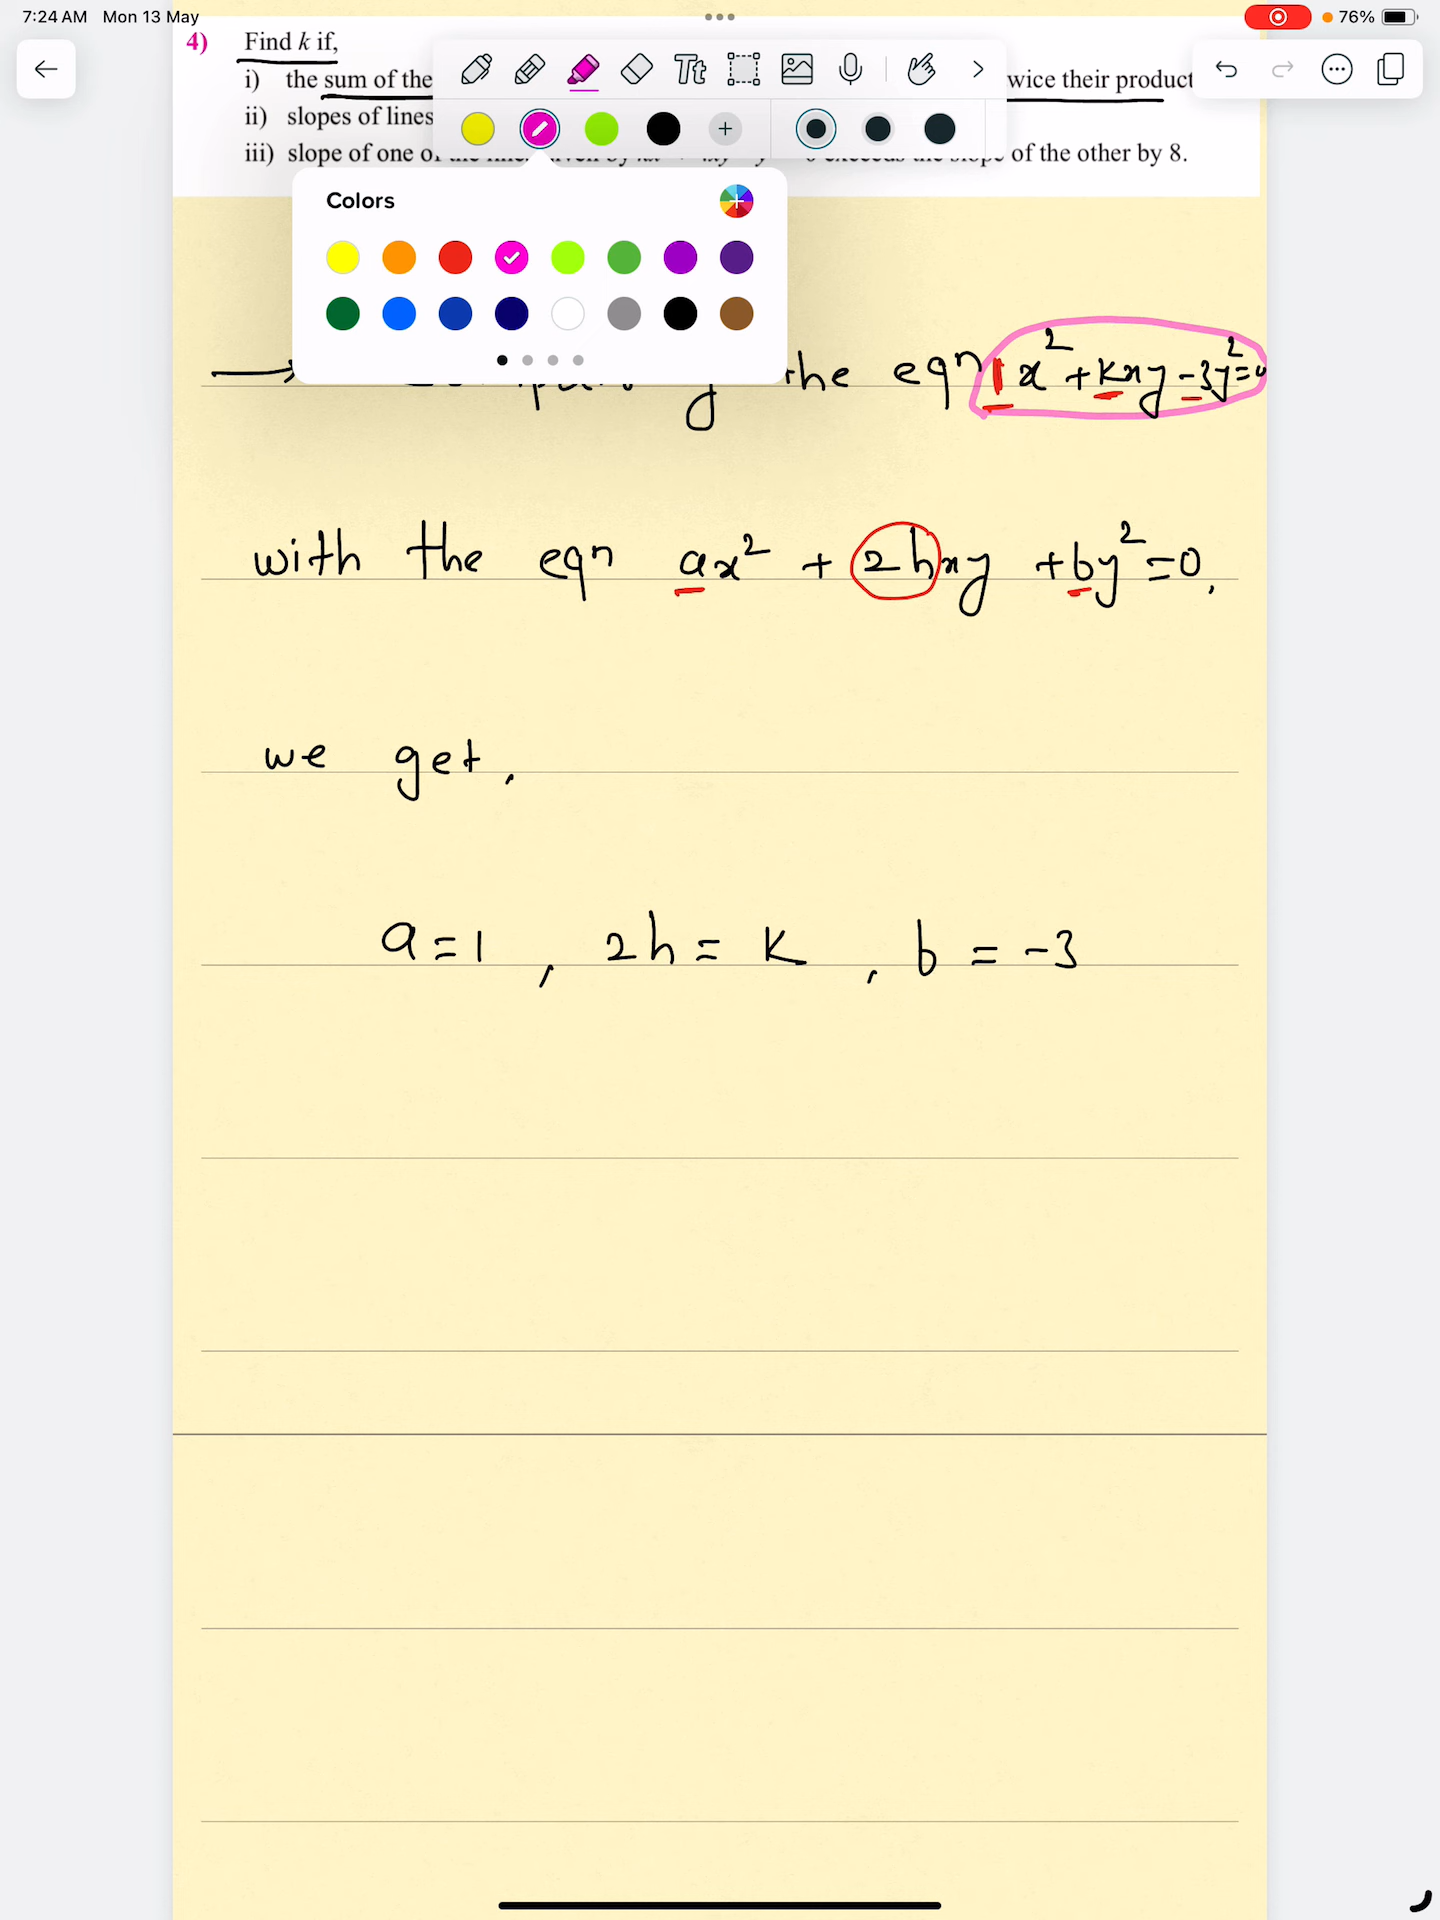 7:24 AM Mon 13 May
76%
4) Find k if,
i) the sum of the wice their product
ii) slopes of lines
iii) slope of one of of the other by 8.
Tt
Colors
the eqn 1x²+kxy-3y²=0
with the eqn ax² + 2hxy +by²=0,
we get,
a=1 , 2h= k , b = -3